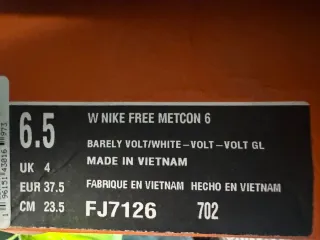 6.5
W NIKE FREE METCON 6
BARELY VOLT/WHITE-VOLT-VOLT GL
UK 4
MADE IN VIETNAM
EUR 37.5
FABRIQUE EN VIETNAM HECHO EN VIETNAM
CM 23.5
FJ7126 702